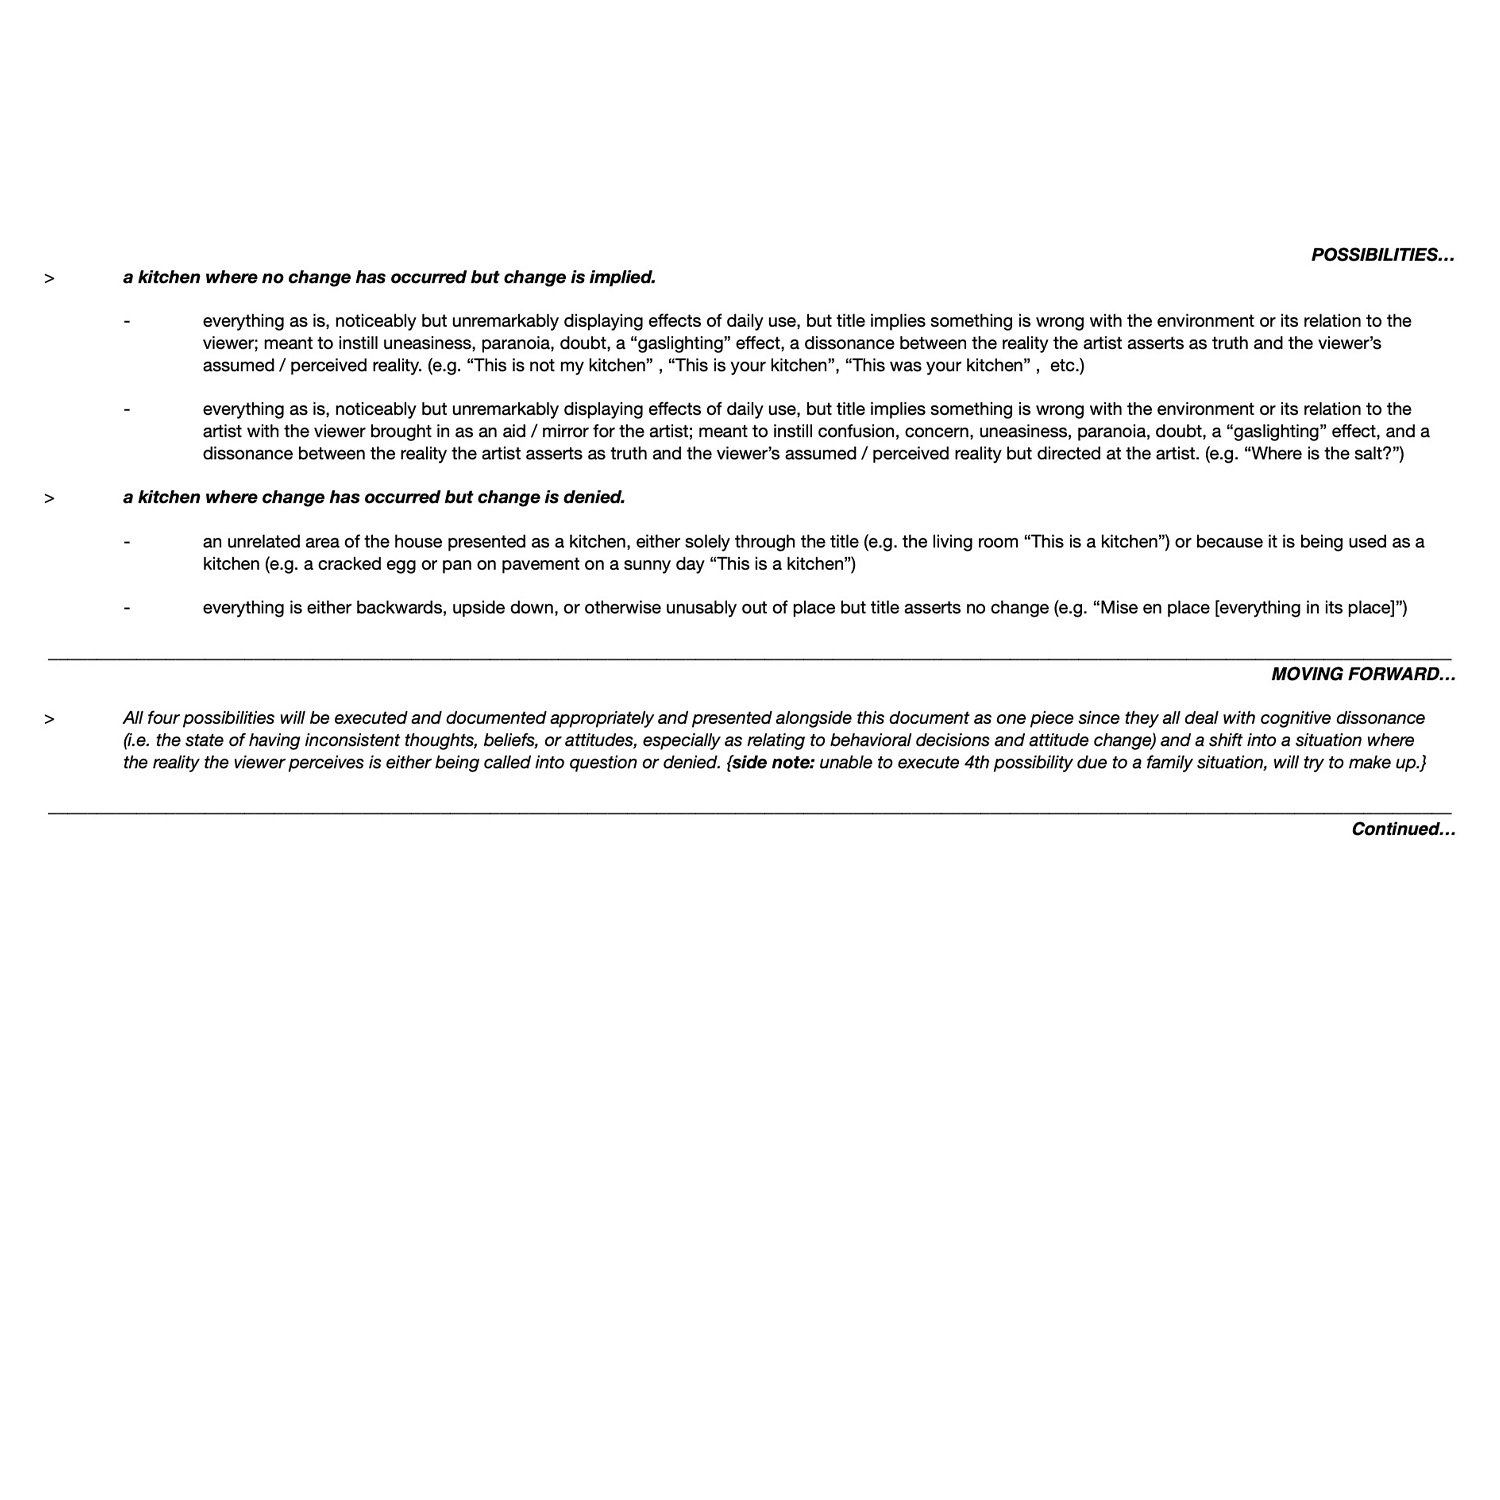 POSSIBILITIES…
> a kitchen where no change has occurred but change is implied.
- everything as is, noticeably but unremarkably displaying effects of daily use, but title implies something is wrong with the environment or its relation to the
viewer; meant to instill uneasiness, paranoia, doubt, a “gaslighting” effect, a dissonance between the reality the artist asserts as truth and the viewer’s
assumed / perceived reality. (e.g. “This is not my kitchen” , “This is your kitchen”, “This was your kitchen” ,  etc.)
- everything as is, noticeably but unremarkably displaying effects of daily use, but title implies something is wrong with the environment or its relation to the
artist with the viewer brought in as an aid / mirror for the artist; meant to instill confusion, concern, uneasiness, paranoia, doubt, a “gaslighting” effect, and a
dissonance between the reality the artist asserts as truth and the viewer’s assumed / perceived reality but directed at the artist. (e.g. “Where is the salt?”)
> a kitchen where change has occurred but change is denied.
- an unrelated area of the house presented as a kitchen, either solely through the title (e.g. the living room “This is a kitchen”) or because it is being used as a
kitchen (e.g. a cracked egg or pan on pavement on a sunny day “This is a kitchen”)
- everything is either backwards, upside down, or otherwise unusably out of place but title asserts no change (e.g. “Mise en place [everything in its place]”)
MOVING FORWARD…
> All four possibilities will be executed and documented appropriately and presented alongside this document as one piece since they all deal with cognitive dissonance
(i.e. the state of having inconsistent thoughts, beliefs, or attitudes, especially as relating to behavioral decisions and attitude change) and a shift into a situation where
the reality the viewer perceives is either being called into question or denied. {side note: unable to execute 4th possibility due to a family situation, will try to make up.}
Continued…